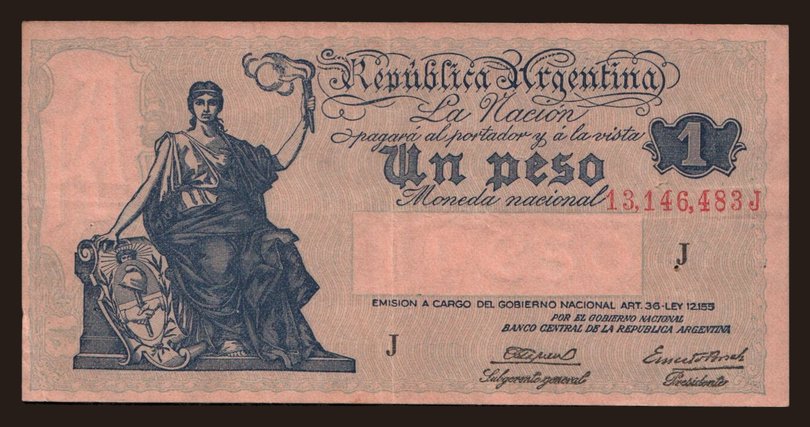 República Argentina
La Nación
pagará al portador y á la vista
1
Un peso
Moneda nacional
13,146,483 J
J
EMISION A CARGO DEL GOBIERNO NACIONAL ART. 36-LEY 12.155
POR EL GOBIERNO NACIONAL
BANCO CENTRAL DE LA REPUBLICA ARGENTINA
J
Subgerente general
Presidente